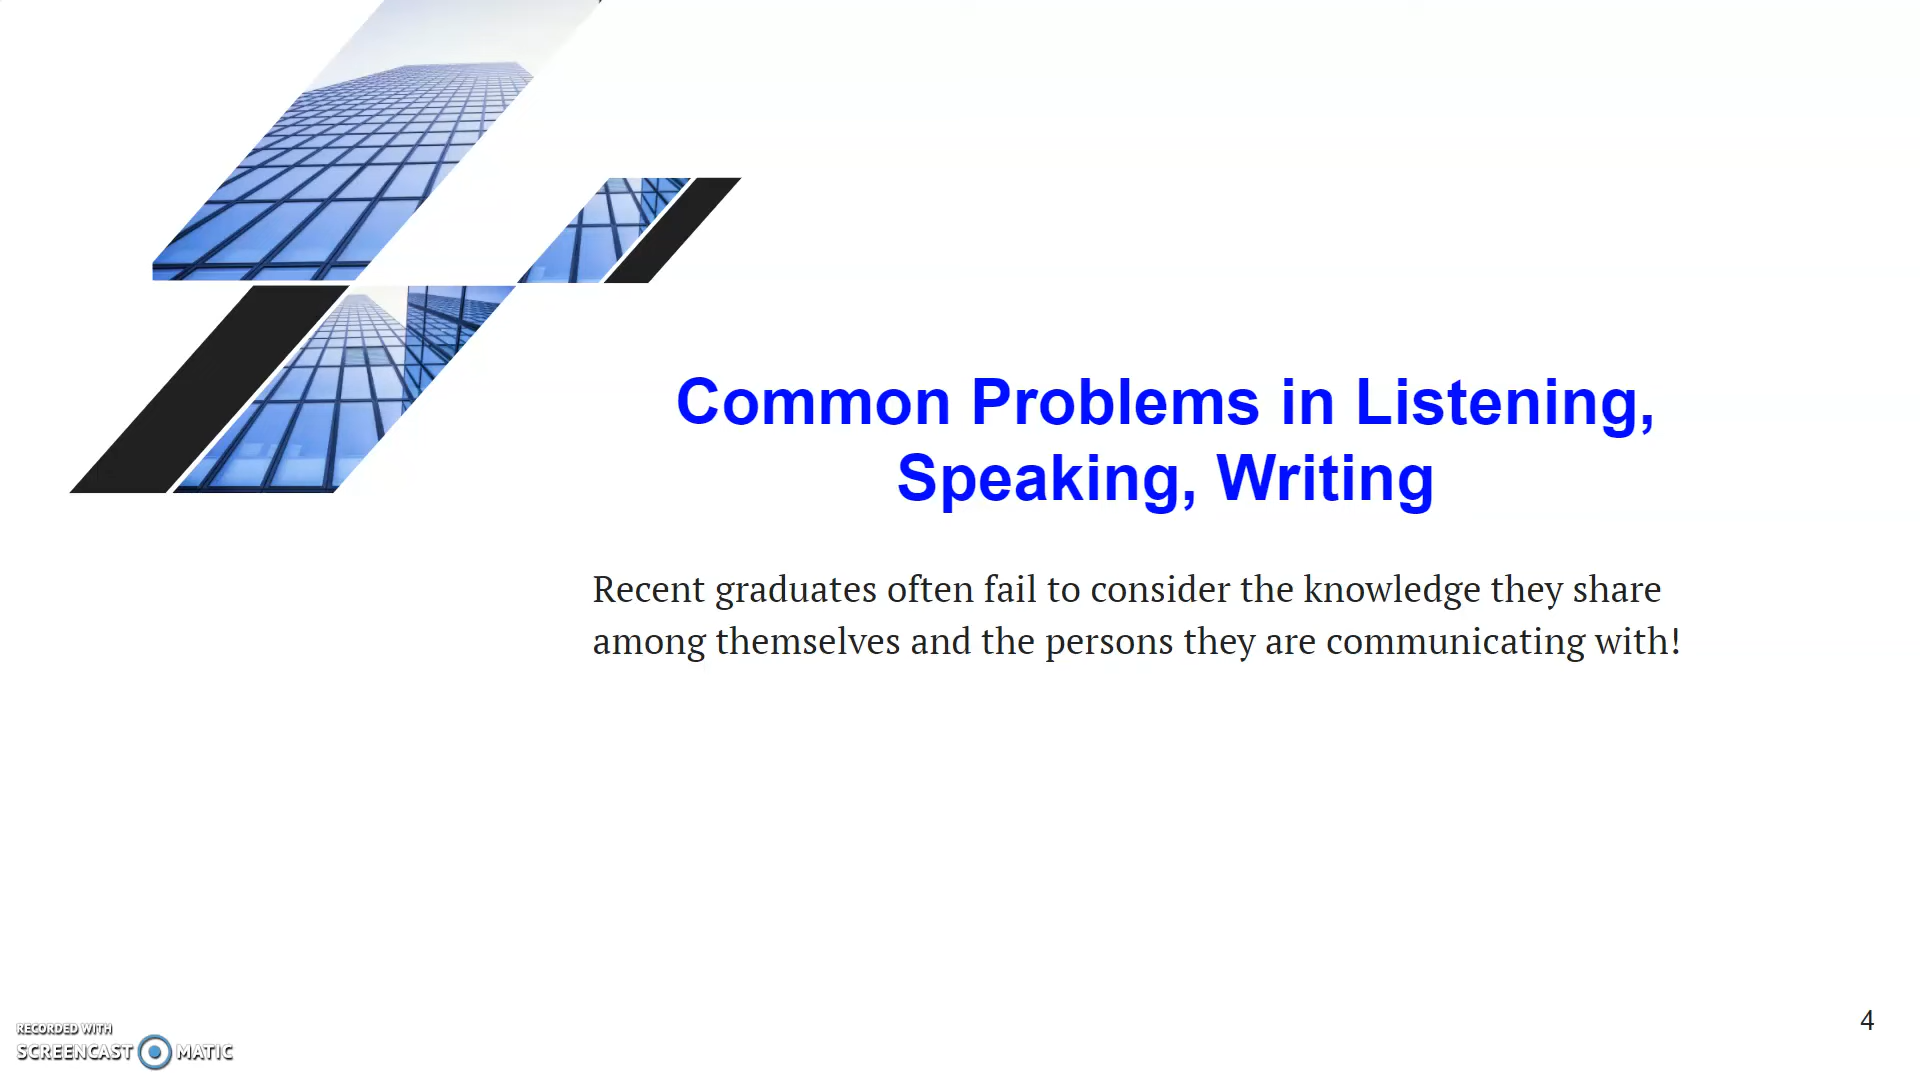 Common Problems in Listening,
Speaking, Writing
Recent graduates often fail to consider the knowledge they share
among themselves and the persons they are communicating with!
4
RECORDED WITH
SCREENCAST MATIC